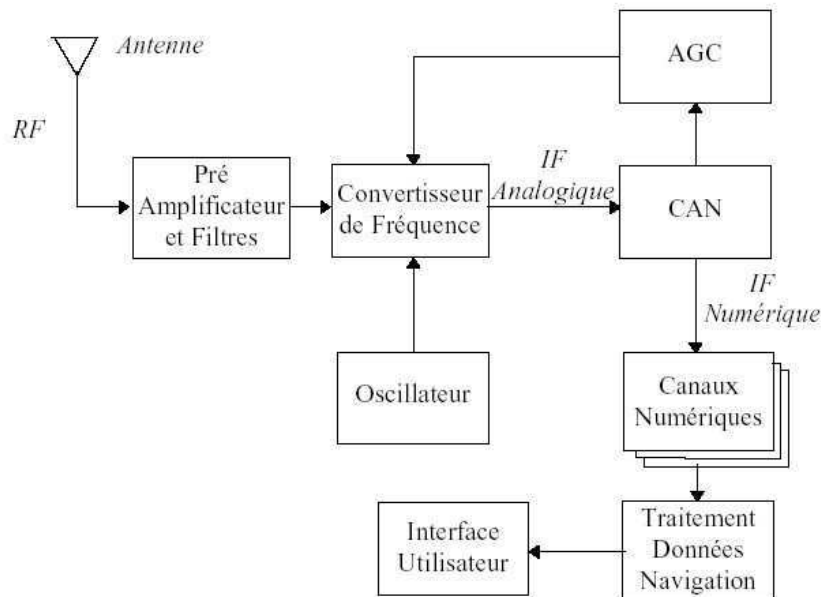 Antenne
AGC
RF
Pré
Amplificateur
et Filtres
Convertisseur
de Fréquence
IF
Analogique
CAN
IF
Numérique
Oscillateur
Canaux
Numériques
Interface
Utilisateur
Traitement
Données
Navigation